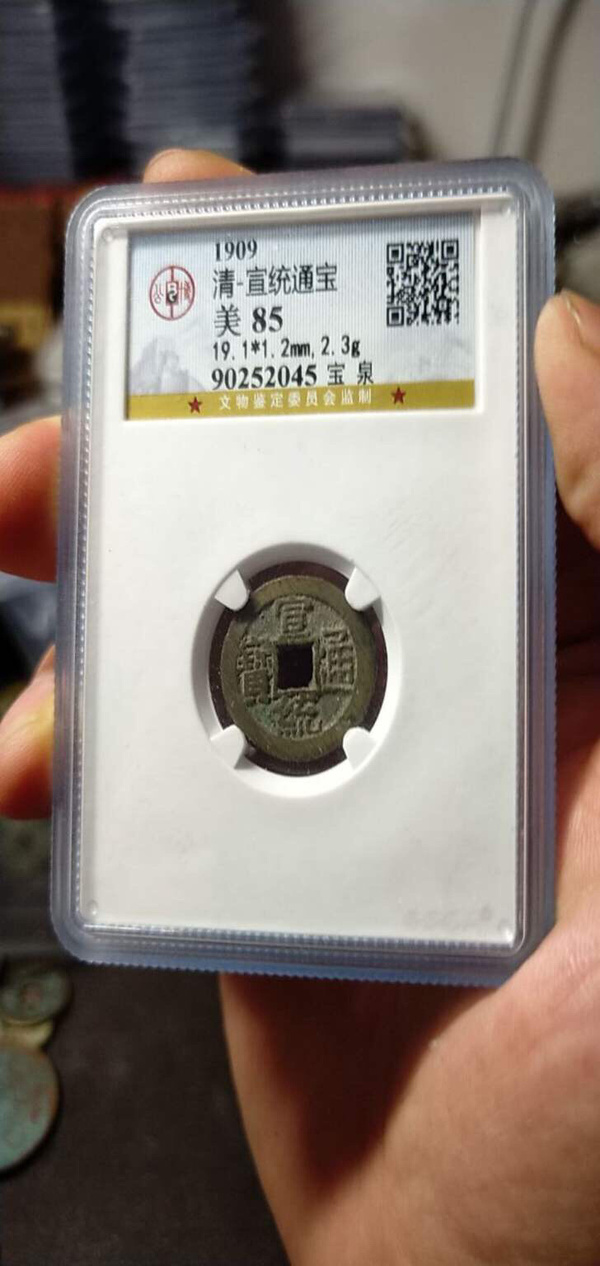 1909
清-宣统通宝
美 85
19.1*1.2mm,2.3g
90252045 宝 泉
★ 文物鉴定委员会监制 ★
宣
寶 通
統